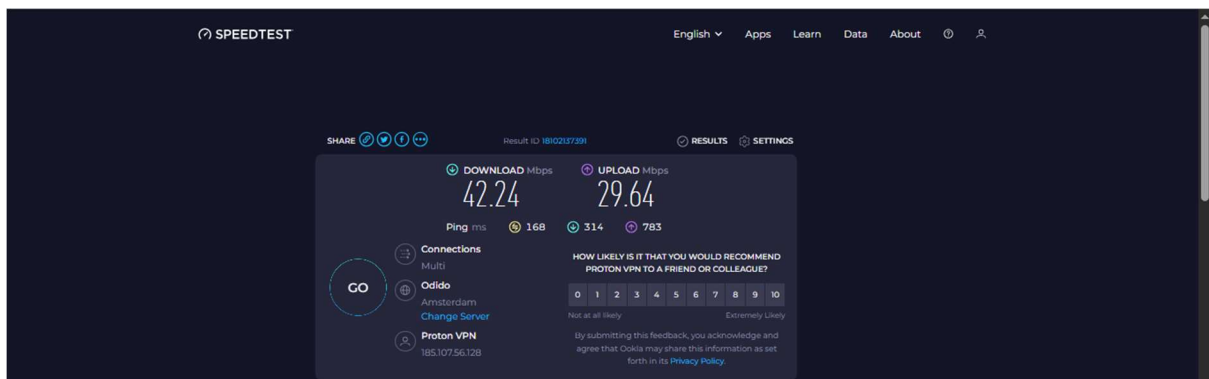 SPEEDTEST
English Apps Learn Data About
SHARE Result ID 18102137391 RESULTS SETTINGS
DOWNLOAD Mbps UPLOAD Mbps
42.24 29.64
Ping ms 168 314 783
Connections
Multi
Odido
Amsterdam
Change Server
Proton VPN
185.107.56.128
GO
HOW LIKELY IS IT THAT YOU WOULD RECOMMEND
PROTON VPN TO A FRIEND OR COLLEAGUE?
0 1 2 3 4 5 6 7 8 9 10
Not at all likely Extremely Likely
By submitting this feedback, you acknowledge and
agree that Ookla may share this information as set
forth in its Privacy Policy.